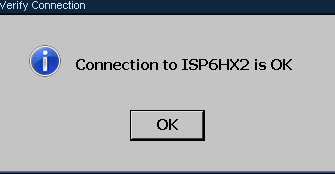 Verify Connection
Connection to ISP6HX2 is OK
OK